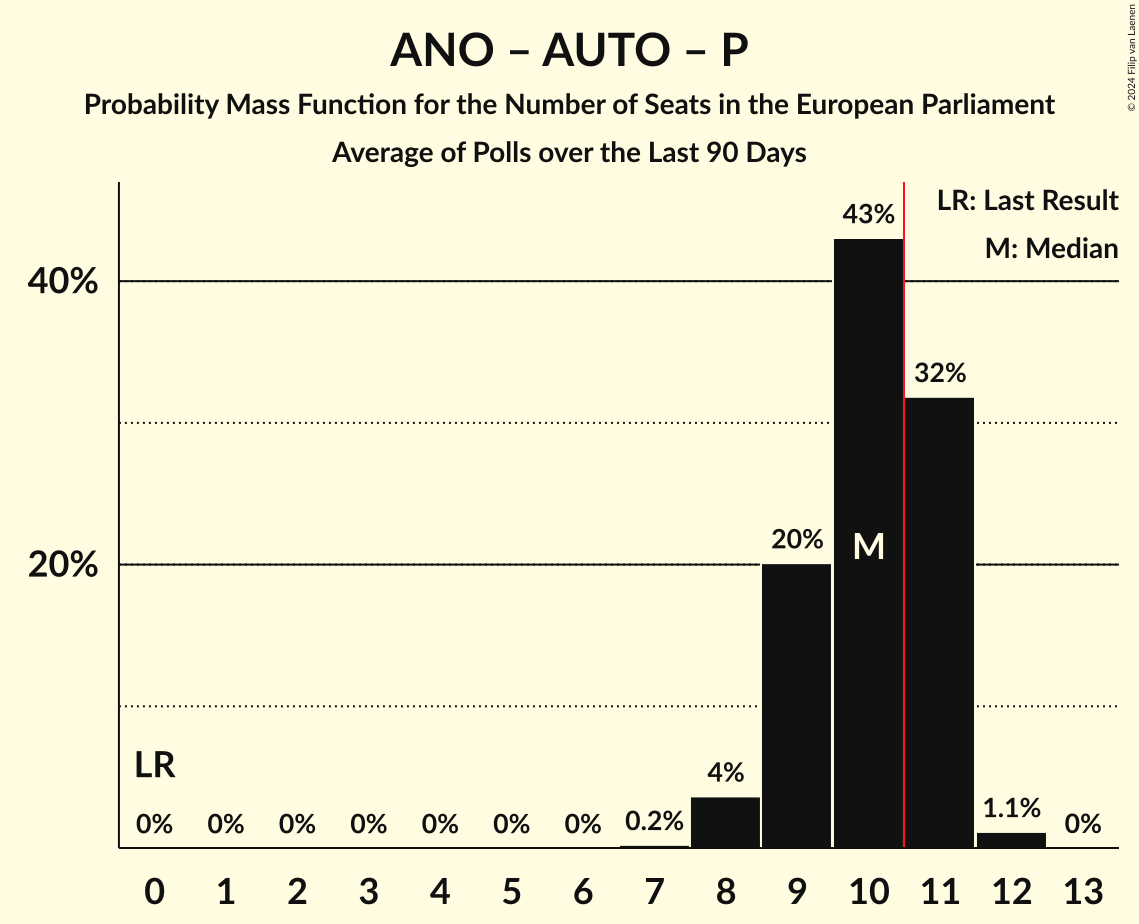 ANO – AUTO – P
Probability Mass Function for the Number of Seats in the European Parliament
Average of Polls over the Last 90 Days
© 2024 Filip van Laenen
LR: Last Result
M: Median
40%
20%
43%
32%
20%
M
LR
4%
1.1%
0% 0% 0% 0% 0% 0% 0% 0.2% 0%
0 1 2 3 4 5 6 7 8 9 10 11 12 13